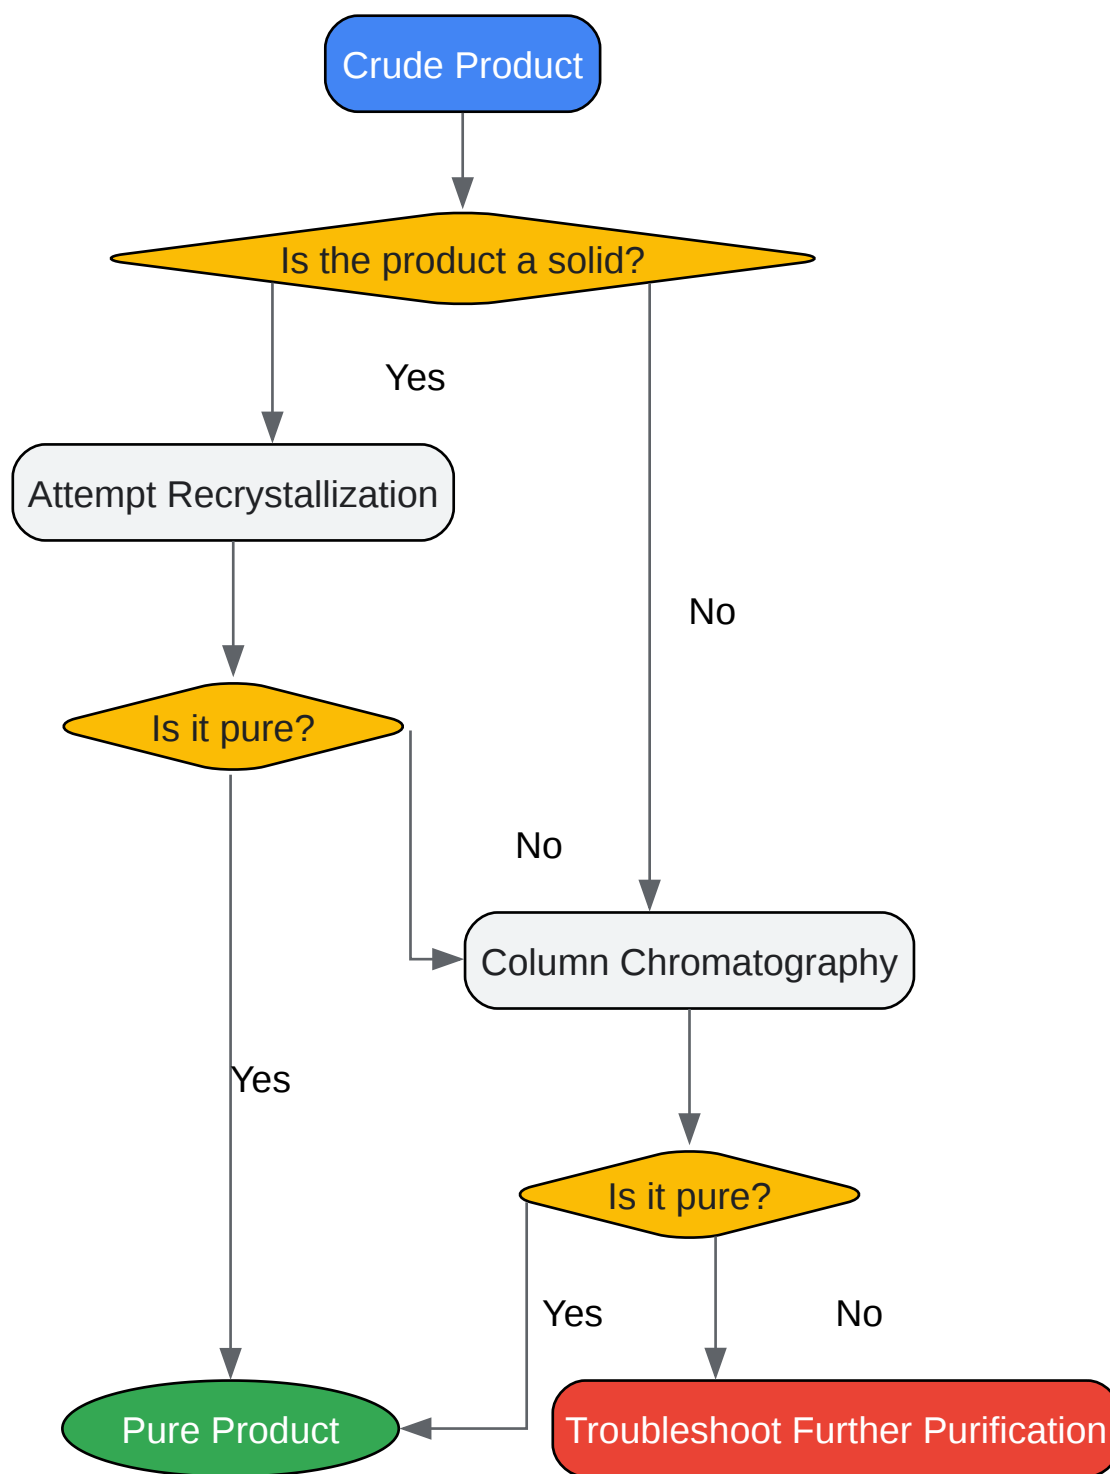 Crude Product
Is the product a solid?
Yes
Attempt Recrystallization
No
Is it pure?
No
Column Chromatography
Yes
Is it pure?
Yes
No
Pure Product
Troubleshoot Further Purification